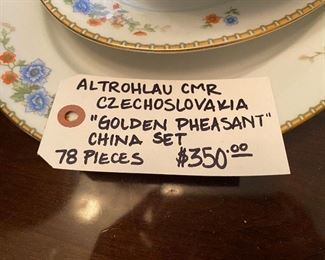 ALTROHLAU CMR
CZECHOSLOVAKIA
"GOLDEN PHEASANT"
CHINA SET
78 PIECES $350.00